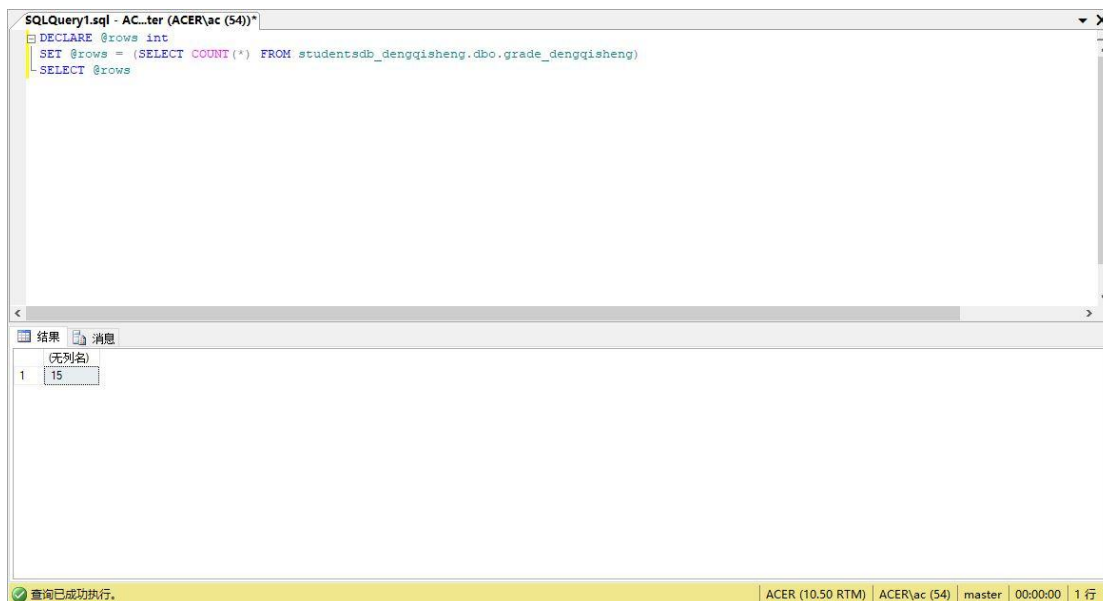 SQLQuery1.sql - AC...ter (ACER\ac (54))*
DECLARE @rows int
SET @rows = (SELECT COUNT(*) FROM studentsdb_dengqisheng.dbo.grade_dengqisheng)
SELECT @rows
结果 消息
(无列名)
1 15
查询已成功执行。 ACER (10.50 RTM) ACER\ac (54) master 00:00:00 1 行